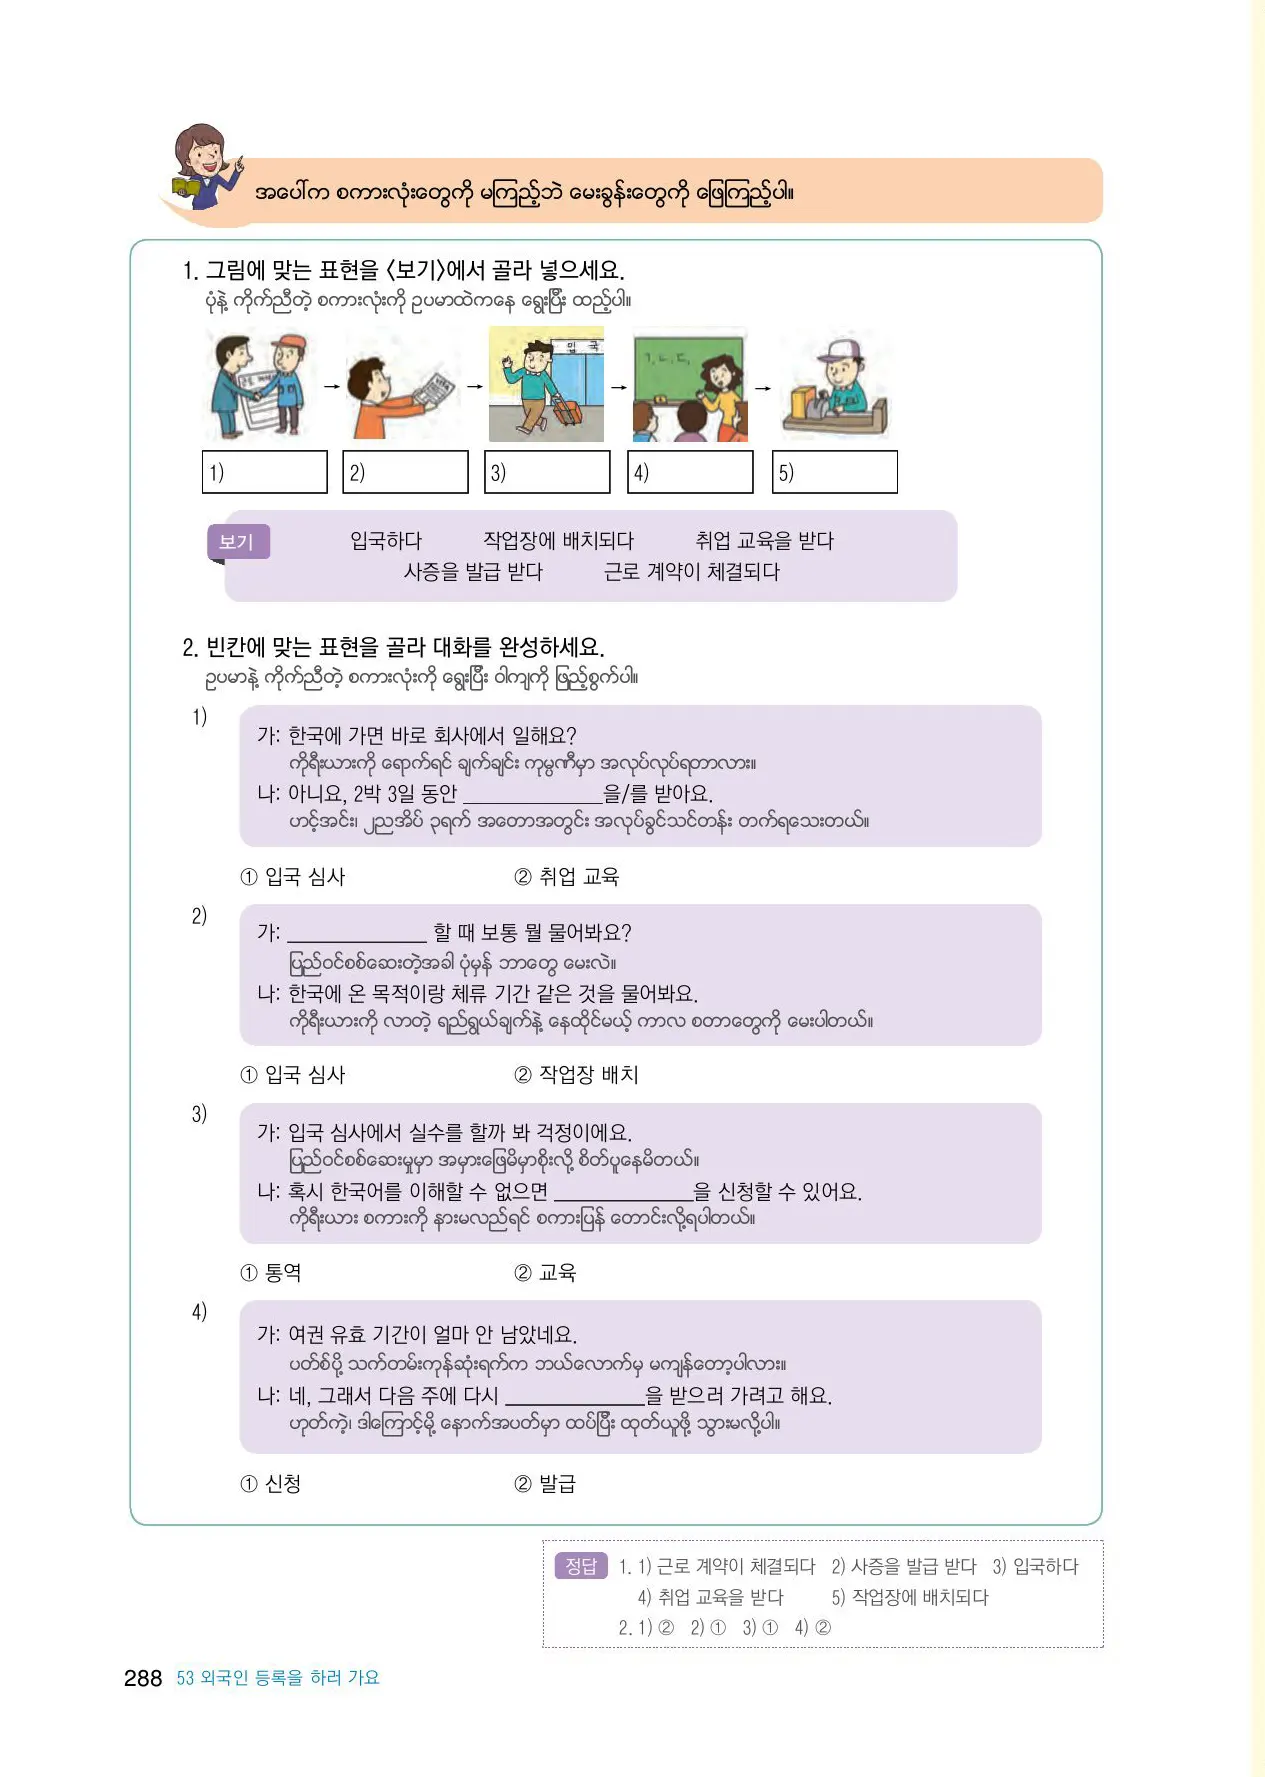 အပေါ်က စကားလုံးတွေကို မကြည့်ဘဲ မေးခွန်းတွေကို ဖြေကြည့်ပါ။
1. 그림에 맞는 표현을 〈보기〉에서 골라 넣으세요.
ပုံနဲ့ ကိုက်ညီတဲ့ စကားလုံးကို ဥပမာထဲကနေ ရွေးပြီး ထည့်ပါ။
입 국
1) 2) 3) 4) 5)
보기 입국하다 작업장에 배치되다 취업 교육을 받다
사증을 발급 받다 근로 계약이 체결되다
2. 빈칸에 맞는 표현을 골라 대화를 완성하세요.
ဥပမာနဲ့ ကိုက်ညီတဲ့ စကားလုံးကို ရွေးပြီး ဝါကျကို ဖြည့်စွက်ပါ။
1)
가: 한국에 가면 바로 회사에서 일해요?
ကိုရီးယားကို ရောက်ရင် ချက်ချင်း ကုမ္ပဏီမှာ အလုပ်လုပ်ရတာလား။
나: 아니요, 2박 3일 동안 ______________을/를 받아요.
ဟင့်အင်း၊ ၂ညအိပ် ၃ရက် အတောအတွင်း အလုပ်ခွင်သင်တန်း တက်ရသေးတယ်။
① 입국 심사 ② 취업 교육
2)
가: ______________ 할 때 보통 뭘 물어봐요?
ပြည်ဝင်စစ်ဆေးတဲ့အခါ ပုံမှန် ဘာတွေ မေးလဲ။
나: 한국에 온 목적이랑 체류 기간 같은 것을 물어봐요.
ကိုရီးယားကို လာတဲ့ ရည်ရွယ်ချက်နဲ့ နေထိုင်မယ့် ကာလ စတာတွေကို မေးပါတယ်။
① 입국 심사 ② 작업장 배치
3)
가: 입국 심사에서 실수를 할까 봐 걱정이에요.
ပြည်ဝင်စစ်ဆေးမှုမှာ အမှားဖြေမိမှာစိုးလို့ စိတ်ပူနေမိတယ်။
나: 혹시 한국어를 이해할 수 없으면 ______________을 신청할 수 있어요.
ကိုရီးယား စကားကို နားမလည်ရင် စကားပြန် တောင်းလို့ရပါတယ်။
① 통역 ② 교육
4)
가: 여권 유효 기간이 얼마 안 남았네요.
ပတ်စ်ပို့ သက်တမ်းကုန်ဆုံးရက်က ဘယ်လောက်မှ မကျန်တော့ပါလား။
나: 네, 그래서 다음 주에 다시 ______________을 받으러 가려고 해요.
ဟုတ်ကဲ့၊ ဒါကြောင့်မို့ နောက်အပတ်မှာ ထပ်ပြီး ထုတ်ယူဖို့ သွားမလို့ပါ။
① 신청 ② 발급
정답 1. 1) 근로 계약이 체결되다 2) 사증을 발급 받다 3) 입국하다
4) 취업 교육을 받다 5) 작업장에 배치되다
2. 1) ② 2) ① 3) ① 4) ②
288 53 외국인 등록을 하러 가요